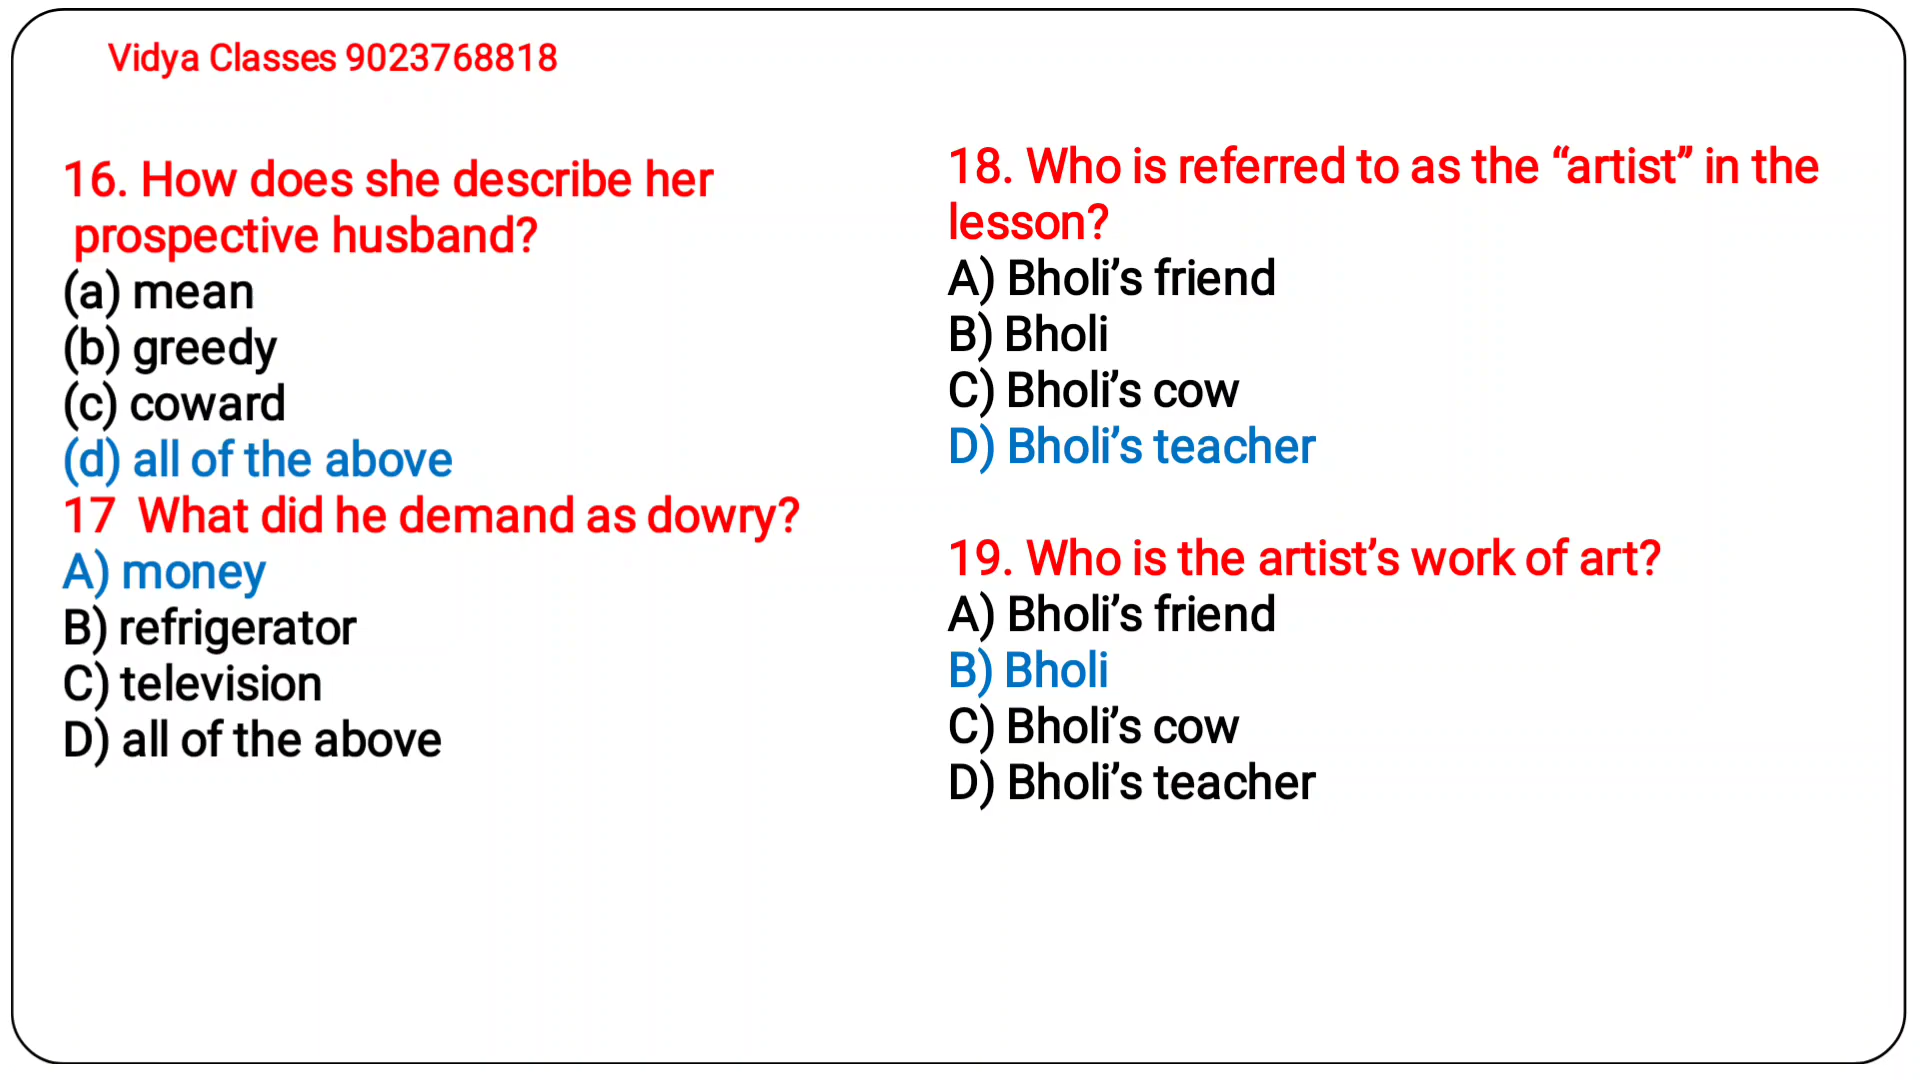 Vidya Classes 9023768818
16. How does she describe her
prospective husband?
(a) mean
(b) greedy
(c) coward
(d) all of the above
17 What did he demand as dowry?
A) money
B) refrigerator
C) television
D) all of the above
18. Who is referred to as the “artist” in the
lesson?
A) Bholi’s friend
B) Bholi
C) Bholi’s cow
D) Bholi’s teacher
19. Who is the artist’s work of art?
A) Bholi’s friend
B) Bholi
C) Bholi’s cow
D) Bholi’s teacher